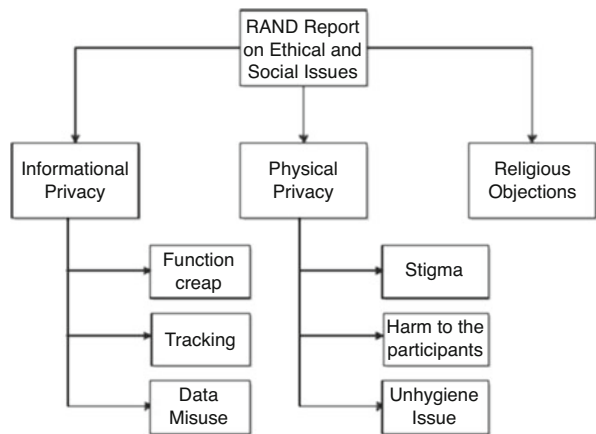 RAND Report
on Ethical and
Social Issues
Informational
Privacy
Physical
Privacy
Religious
Objections
Function
creap
Tracking
Data
Misuse
Stigma
Harm to the
participants
Unhygiene
Issue